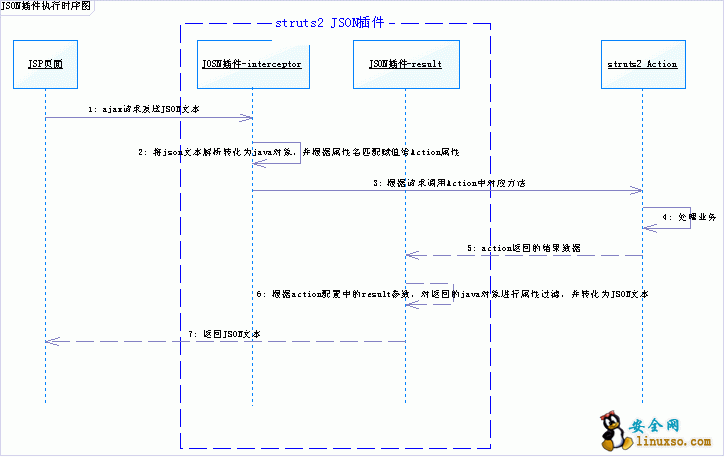 JSON插件执行时序图
struts2 JSON插件
JSP页面
JOSN插件-interceptor
JSON插件-result
struts2 Action
1: ajax请求发送JSON文本
2: 将json文本解析转化为java对象，并根据属性名匹配赋值给Action属性
3: 根据请求调用Action中对应方法
4: 处理业务
5: action返回的结果数据
6: 根据action配置中的result参数，对返回的java对象进行属性过滤，并转化为JSON文本
7: 返回JSON文本
安全网
linuxso.com